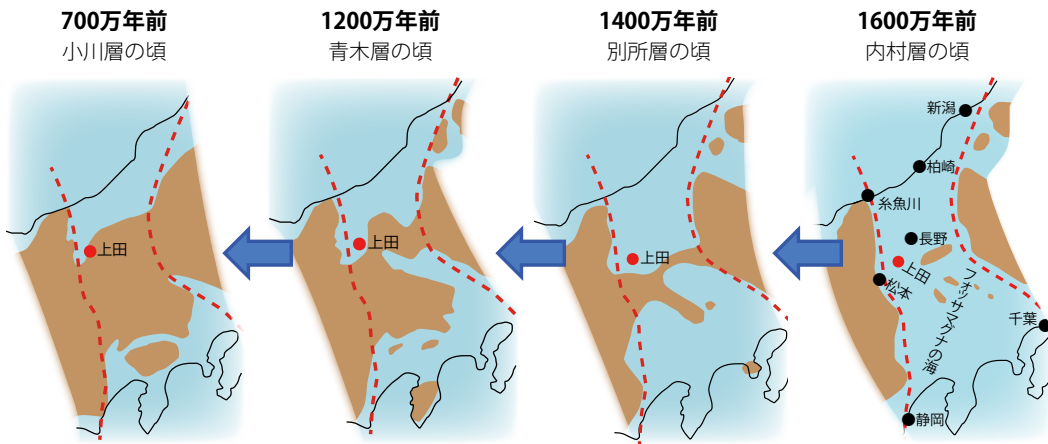 700万年前
小川層の頃
上田
1200万年前
青木層の頃
上田
1400万年前
別所層の頃
上田
1600万年前
内村層の頃
新潟
柏崎
糸魚川
長野
上田
松本
フォッサマグナの海
千葉
静岡